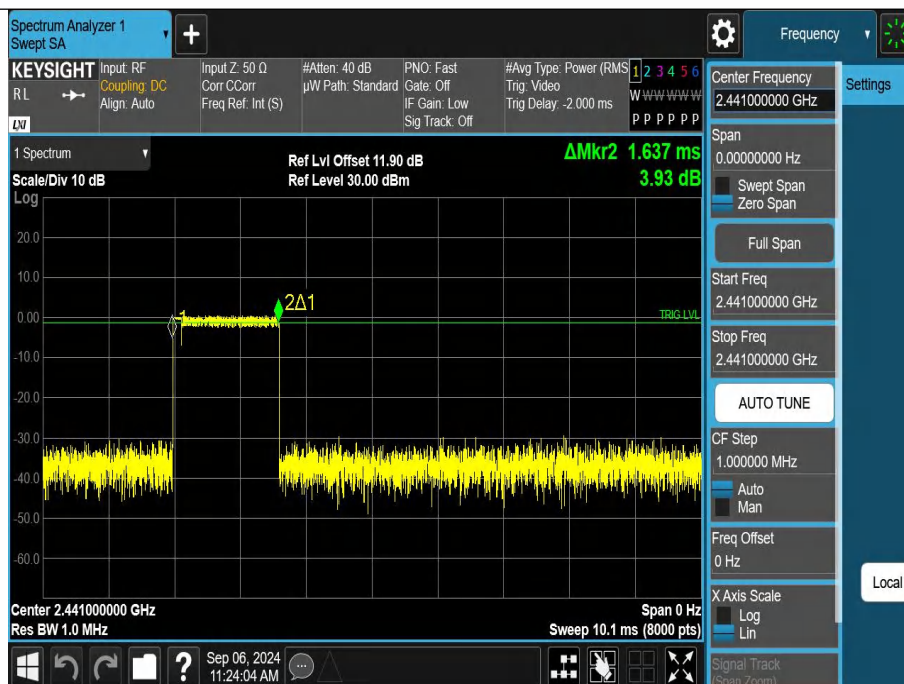 Spectrum Analyzer 1
Swept SA
Frequency
KEYSIGHT
RL
LXI
Input: RF
Coupling: DC
Align: Auto
Input Z: 50 Ω
Corr CCorr
Freq Ref: Int (S)
#Atten: 40 dB
µW Path: Standard
PNO: Fast
Gate: Off
IF Gain: Low
Sig Track: Off
#Avg Type: Power (RMS
Trig: Video
Trig Delay: -2.000 ms
1 2 3 4 5 6
W W W W W W
P P P P P P
Center Frequency
2.441000000 GHz
Settings
1 Spectrum
Scale/Div 10 dB
Log
Ref Lvl Offset 11.90 dB
Ref Level 30.00 dBm
ΔMkr2 1.637 ms
3.93 dB
Span
0.00000000 Hz
Swept Span
Zero Span
Full Span
Start Freq
2.441000000 GHz
Stop Freq
2.441000000 GHz
AUTO TUNE
CF Step
1.000000 MHz
Auto
Man
Freq Offset
0 Hz
X Axis Scale
Log
Lin
Signal Track
(Span Zoom)
Local
20.0
10.0
0.00
-10.0
-20.0
-30.0
-40.0
-50.0
-60.0
1
2Δ1
TRIG LVL
Center 2.441000000 GHz
Res BW 1.0 MHz
Span 0 Hz
Sweep 10.1 ms (8000 pts)
?
Sep 06, 2024
11:24:04 AM